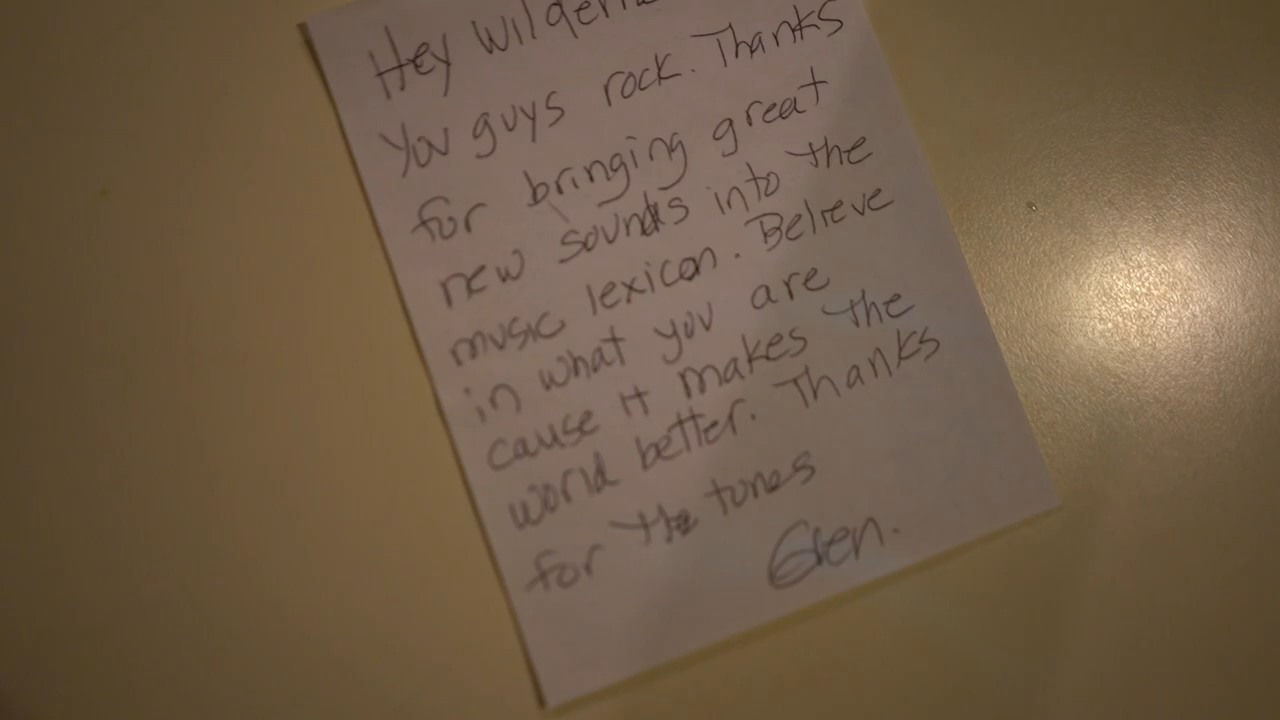 Hey
You guys rock. Thanks
for bringing great
new sounds into the
music lexicon. Believe
in what you are
cause it makes the
world better. Thanks
for the tunes
Glen.